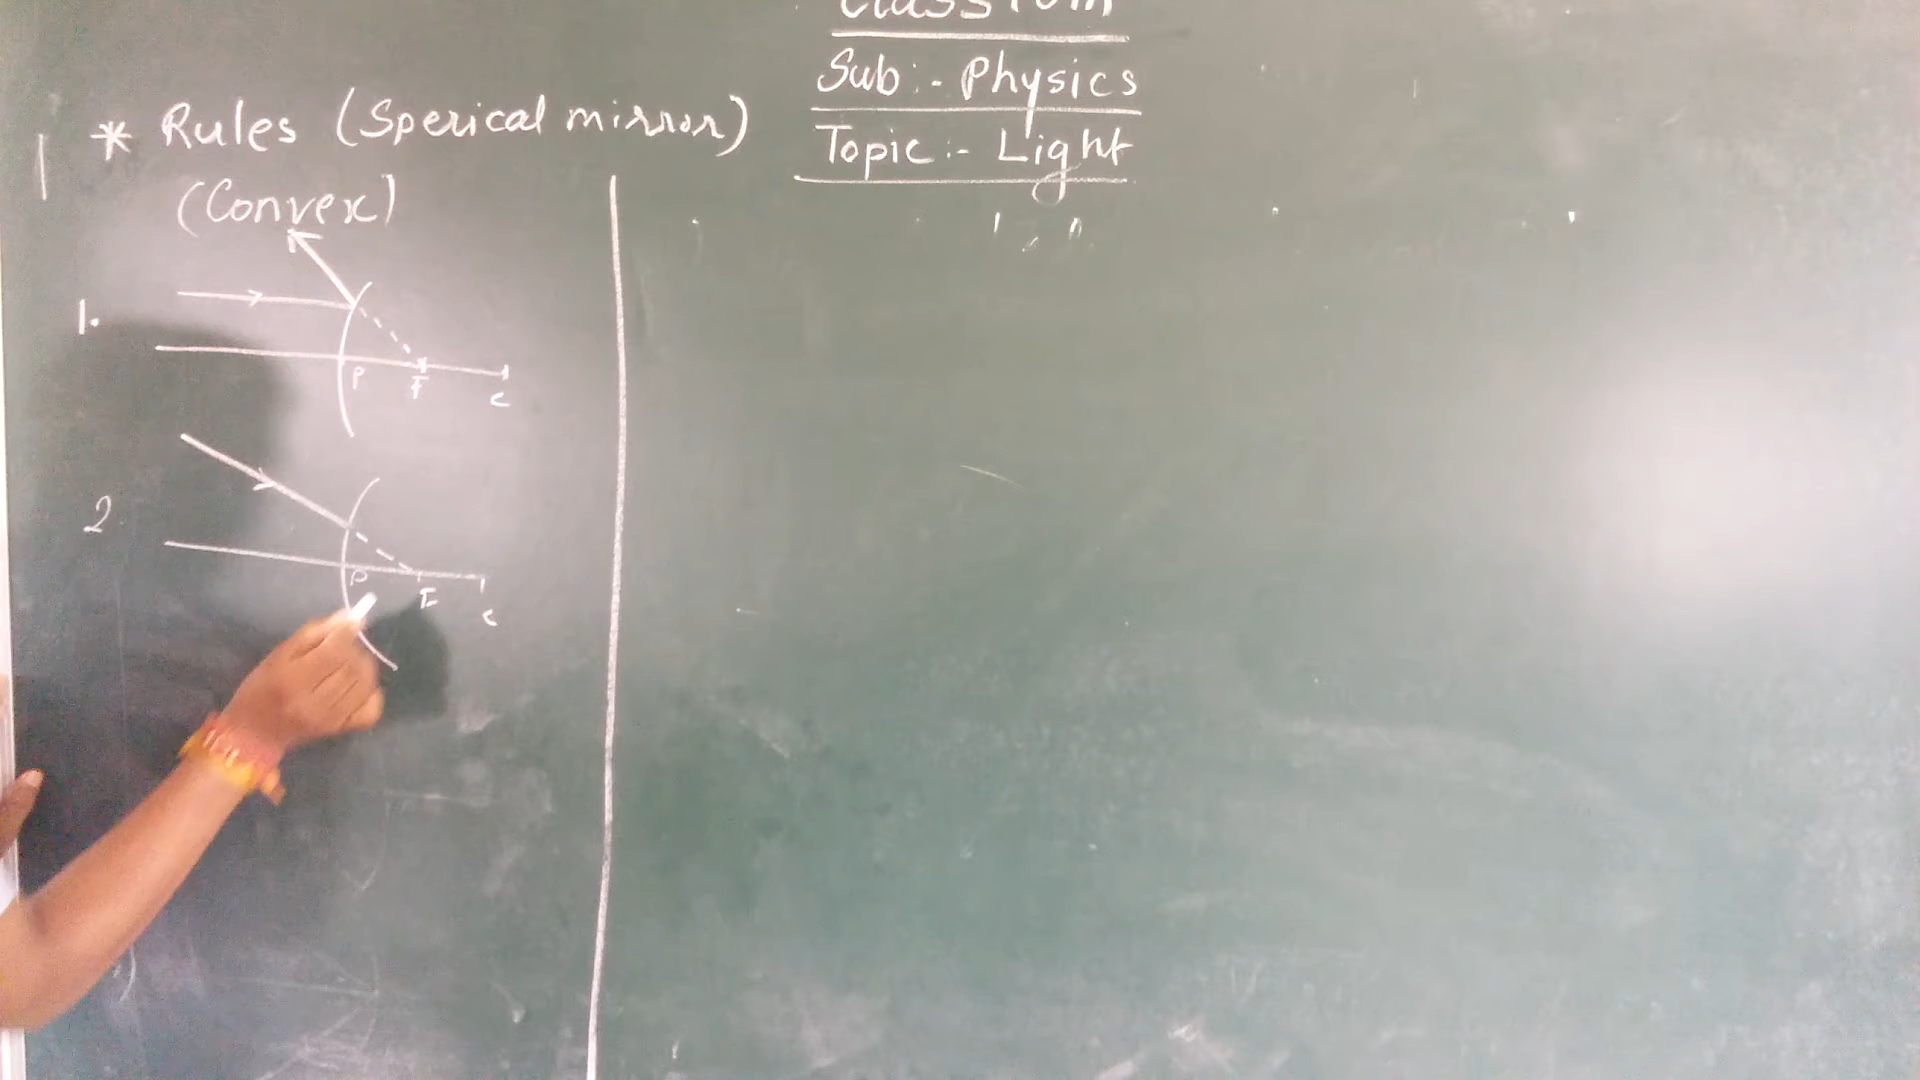 Sub:- Physics
Topic:- Light
* Rules (Sperical mirror)
(Convex)
1.
P F C
2.
P F C